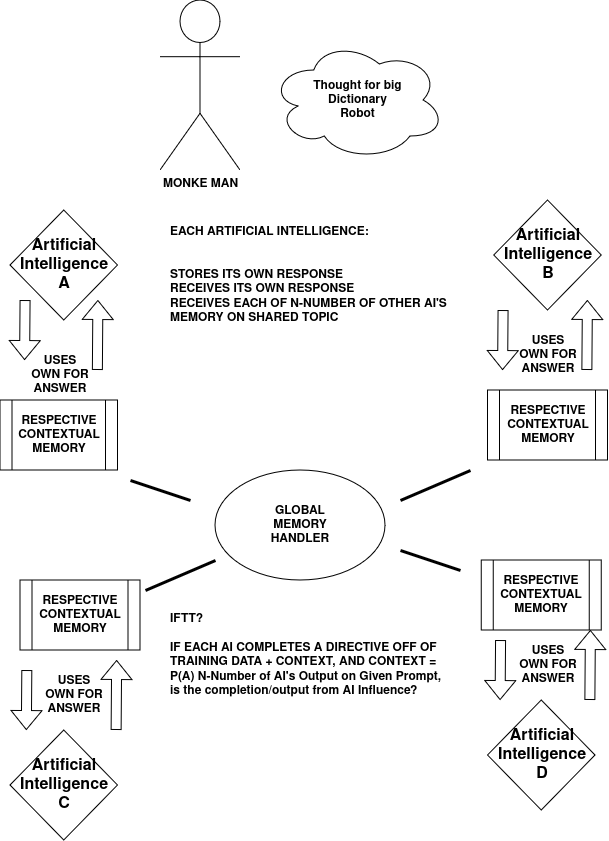 Thought for big
Dictionary
Robot
MONKE MAN
Artificial
Intelligence
A
EACH ARTIFICIAL INTELLIGENCE:
STORES ITS OWN RESPONSE
RECEIVES ITS OWN RESPONSE
RECEIVES EACH OF N-NUMBER OF OTHER AI'S
MEMORY ON SHARED TOPIC
Artificial
Intelligence
B
USES
OWN FOR
ANSWER
USES
OWN FOR
ANSWER
RESPECTIVE
CONTEXTUAL
MEMORY
RESPECTIVE
CONTEXTUAL
MEMORY
GLOBAL
MEMORY
HANDLER
RESPECTIVE
CONTEXTUAL
MEMORY
RESPECTIVE
CONTEXTUAL
MEMORY
IFTT?
IF EACH AI COMPLETES A DIRECTIVE OFF OF
TRAINING DATA + CONTEXT, AND CONTEXT =
P(A) N-Number of AI's Output on Given Prompt,
is the completion/output from AI Influence?
USES
OWN FOR
ANSWER
USES
OWN FOR
ANSWER
Artificial
Intelligence
C
Artificial
Intelligence
D